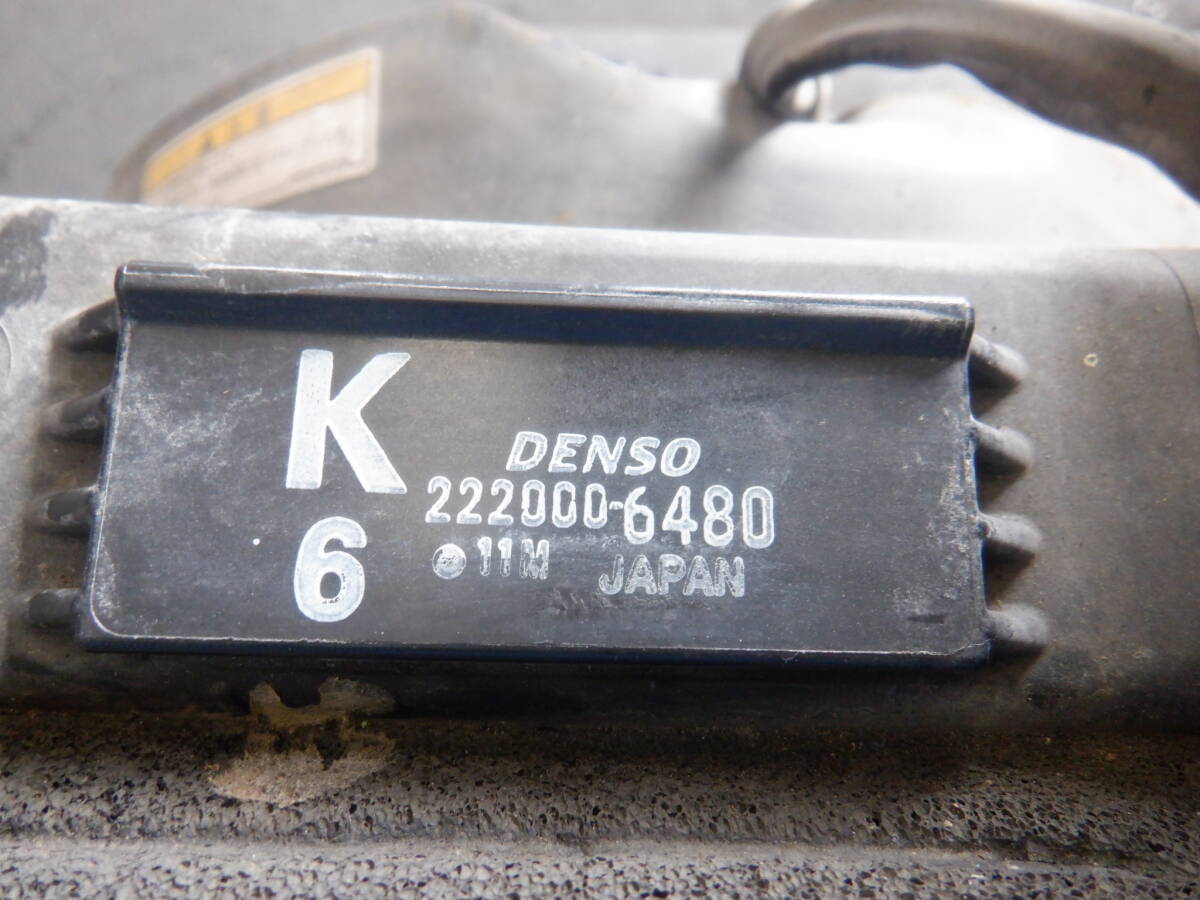 K
6
DENSO
222000-6480
11M JAPAN